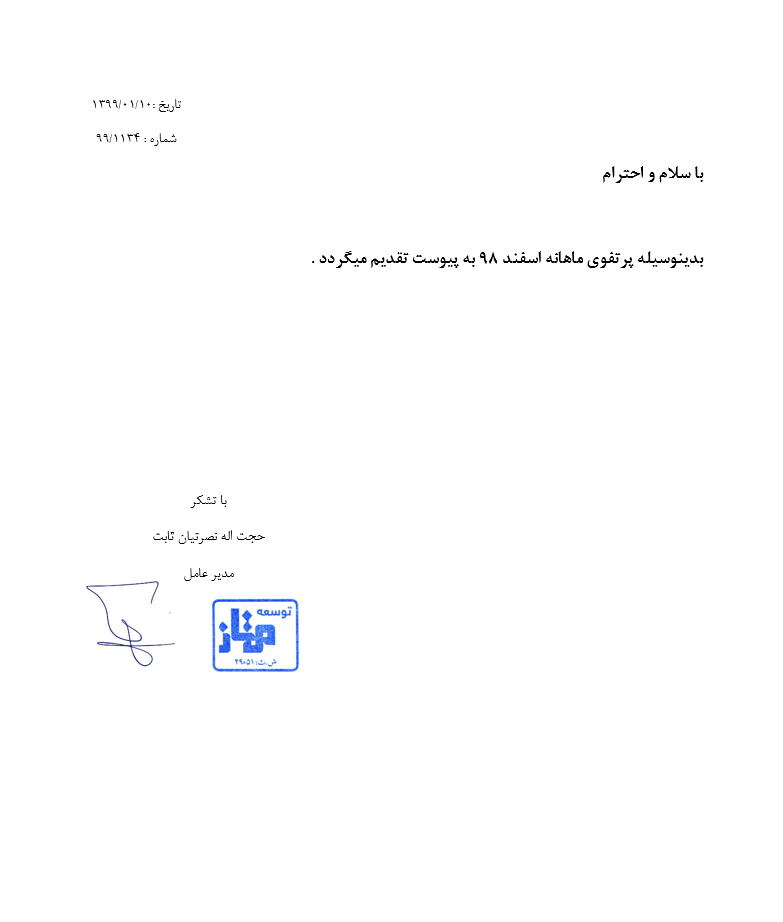 تاریخ :۱۳۹۹/۰۱/۱۰
شماره : ۹۹/۱۱۳۴
با سلام و احترام
بدینوسیله پرتفوی ماهانه اسفند ۹۸ به پیوست تقدیم میگردد .
با تشکر
حجت اله نصرتیان ثابت
مدیر عامل
توسعه
ممتاز
ش.ث: ۲۹۰۵۱